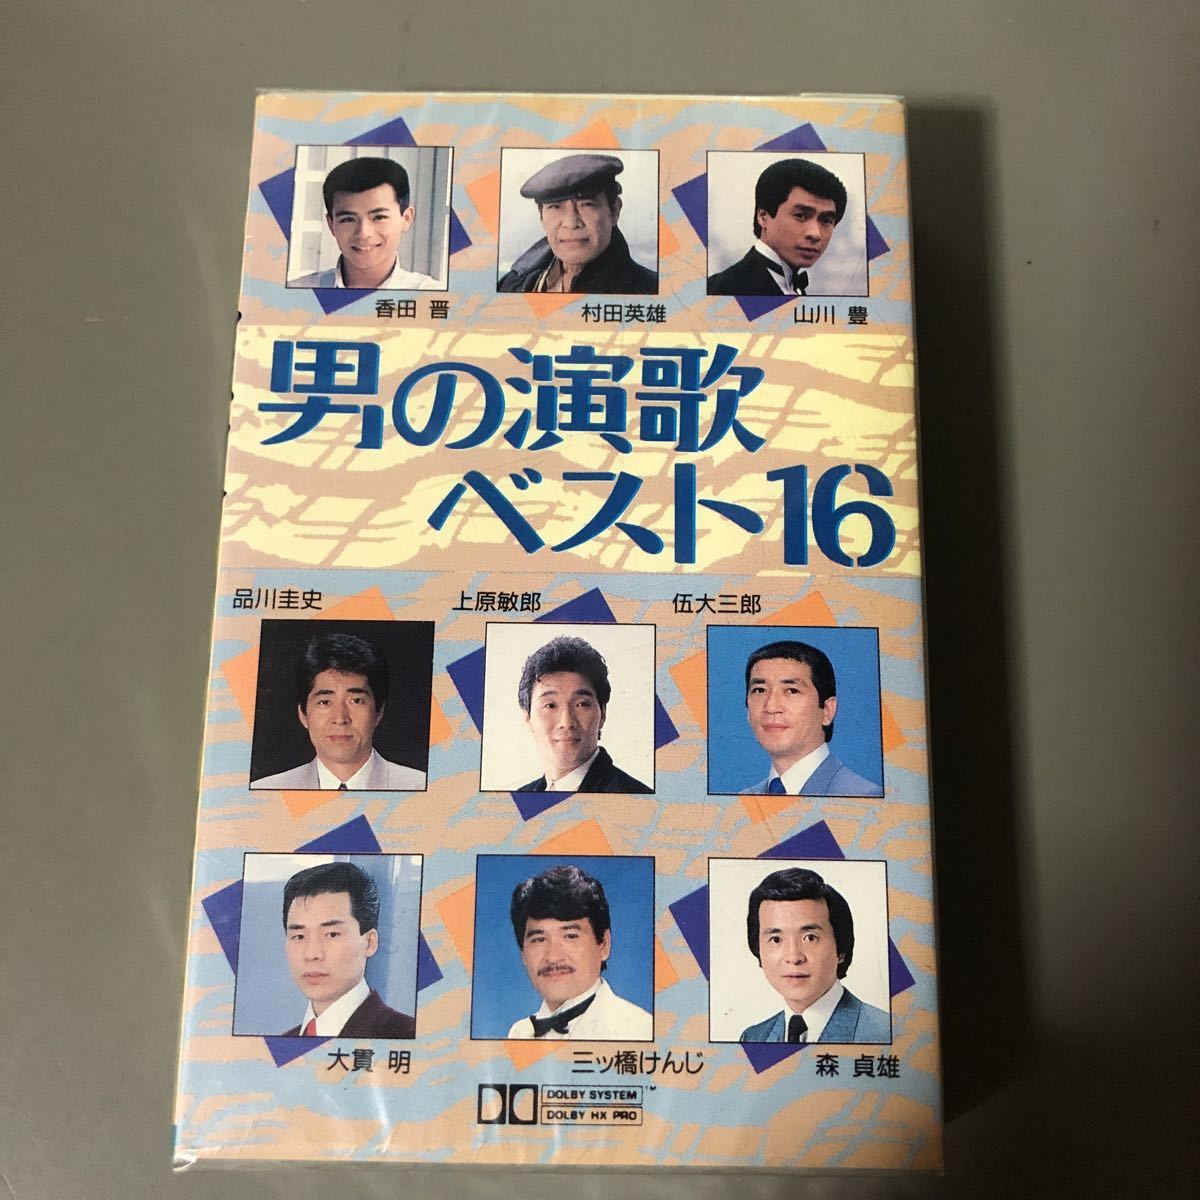 香田 晋
村田英雄
山川 豊
男の演歌
ベスト16
品川圭史
上原敏郎
伍大三郎
大貫 明
三ッ橋けんじ
森 貞雄
DOLBY SYSTEM ™
DOLBY HX PRO